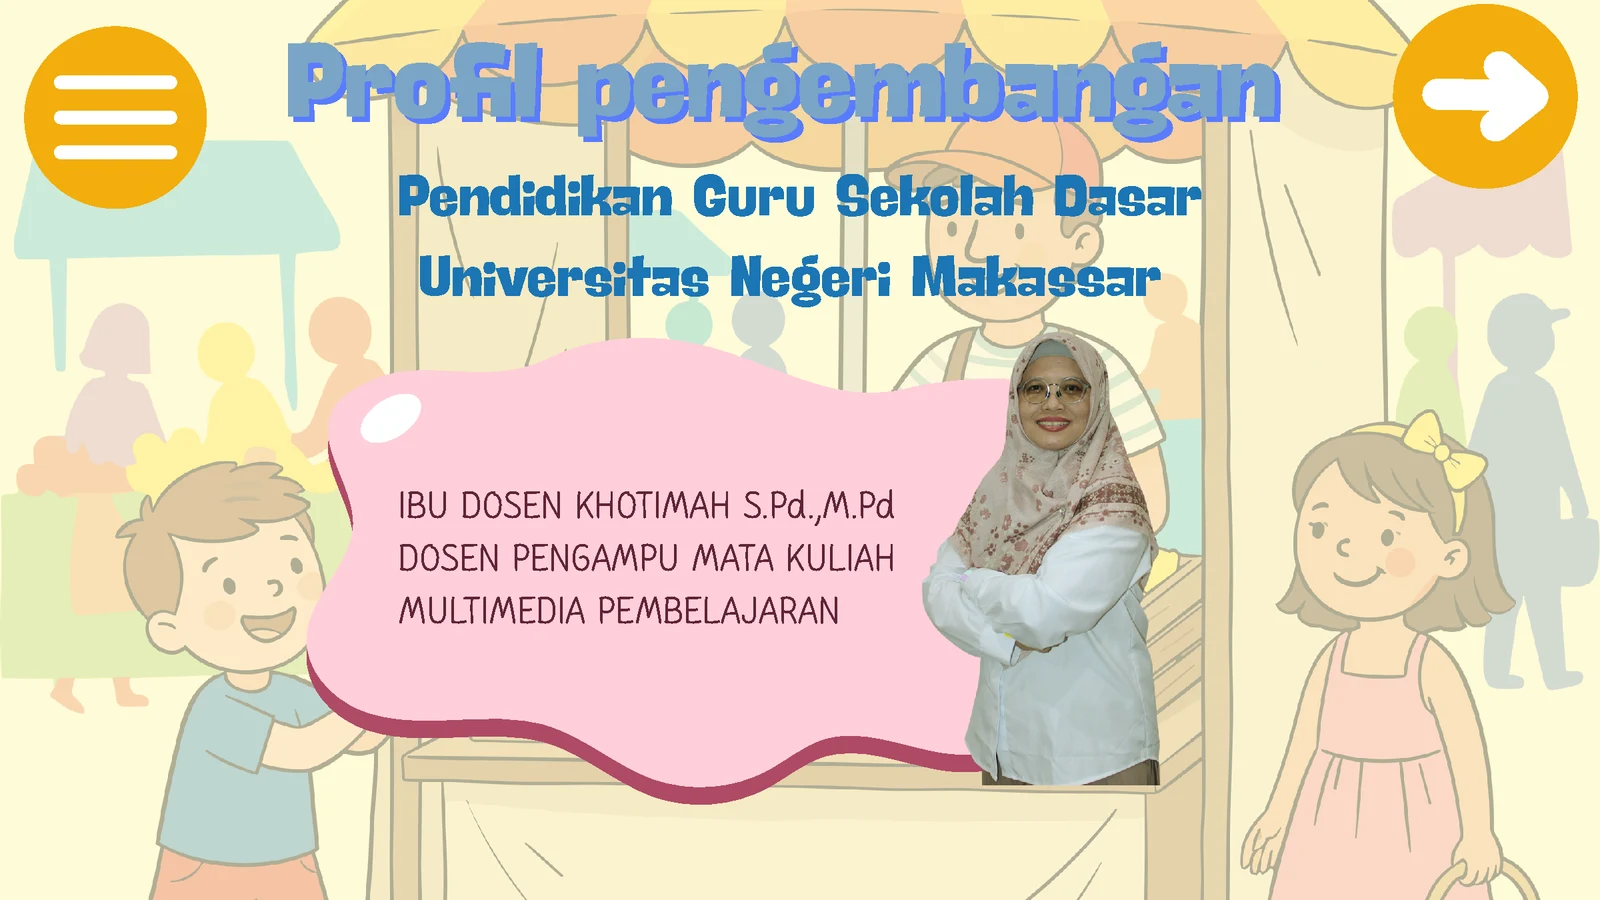 Profil pengembangan
Pendidikan Guru Sekolah Dasar
Universitas Negeri Makassar
IBU DOSEN KHOTIMAH S.Pd.,M.Pd
DOSEN PENGAMPU MATA KULIAH
MULTIMEDIA PEMBELAJARAN